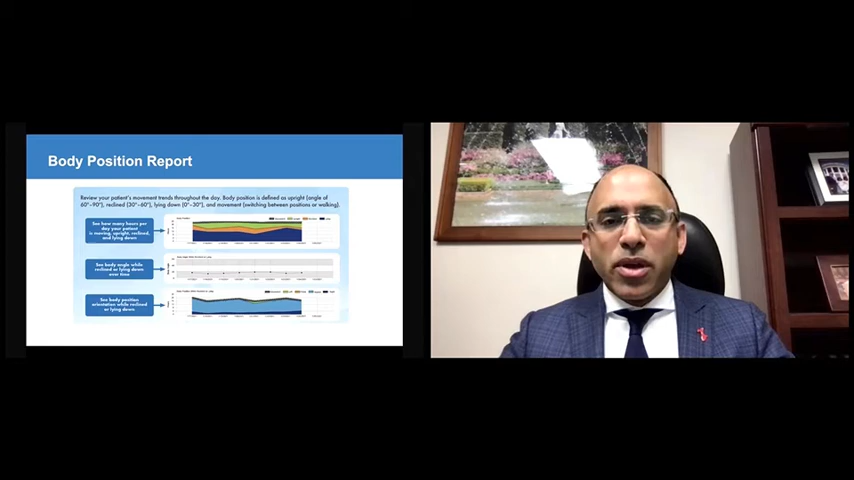 Body Position Report
Review your patient's movement trends throughout the day. Body position is defined as upright (angle of
60°–90°), reclined (30°–60°), lying down (0°–30°), and movement (switching between positions or walking).
See how many hours per
day your patient
is moving, upright, reclined,
and lying down
See body angle while
reclined or lying down
over time
See body position
orientation while reclined
or lying down